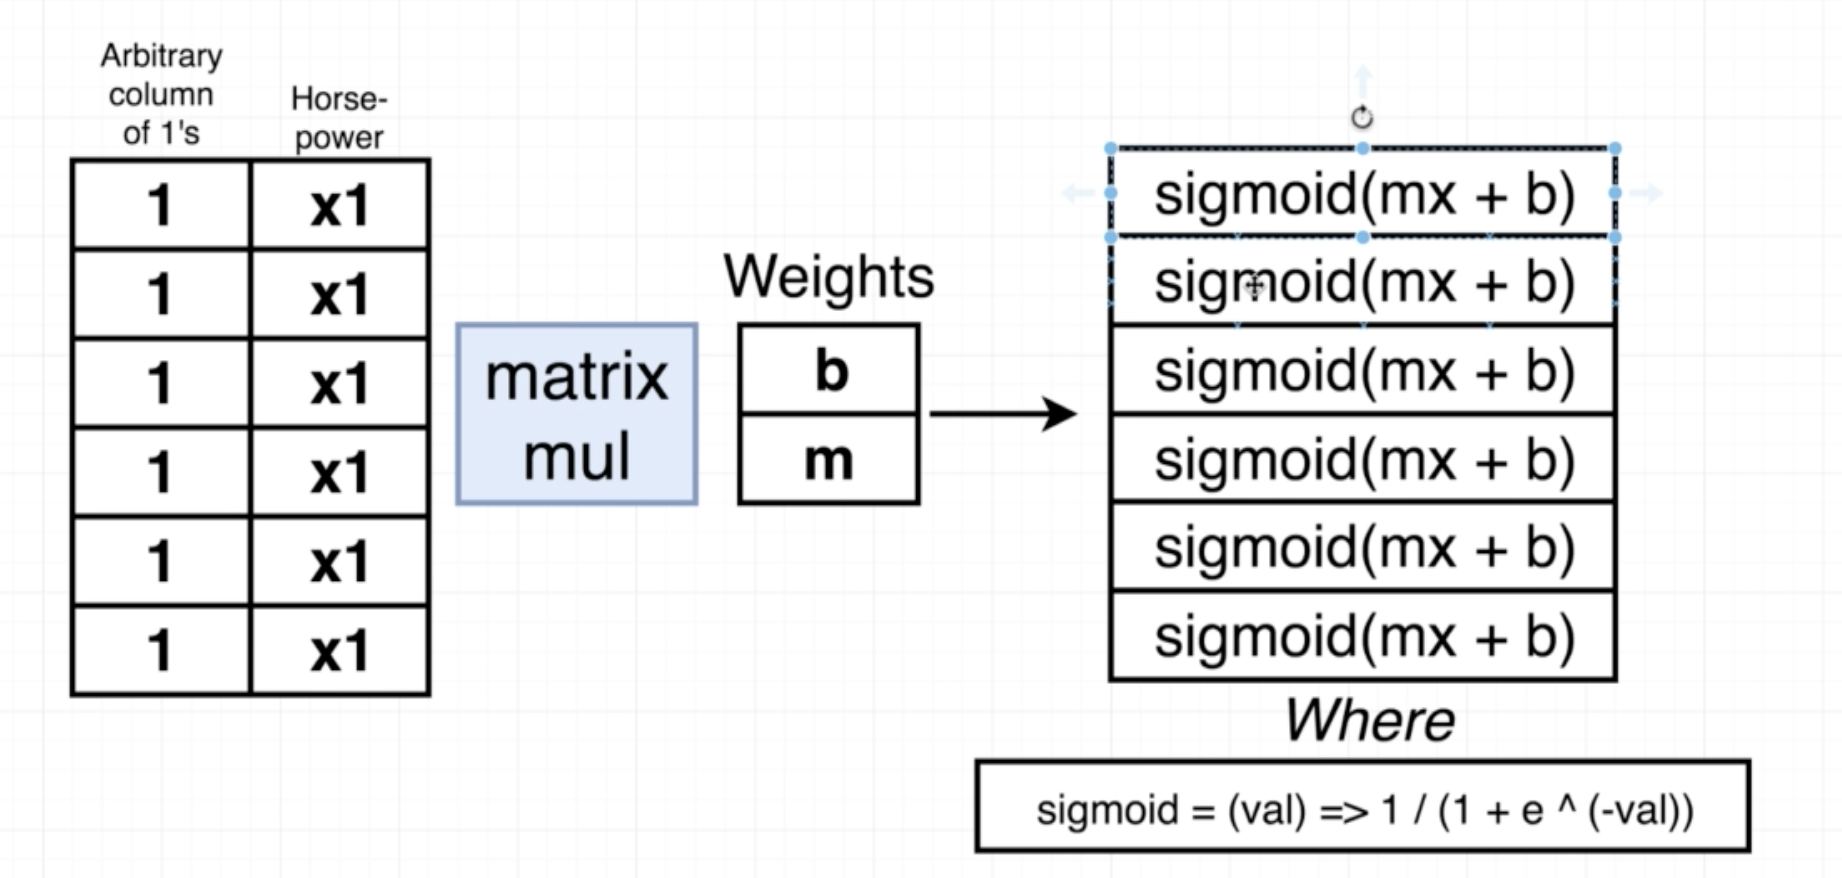 Arbitrary
column
of 1's
Horse-
power
1 x1
1 x1
1 x1
1 x1
1 x1
1 x1
matrix
mul
Weights
b
m
sigmoid(mx + b)
sigmoid(mx + b)
sigmoid(mx + b)
sigmoid(mx + b)
sigmoid(mx + b)
sigmoid(mx + b)
Where
sigmoid = (val) => 1 / (1 + e ^ (-val))